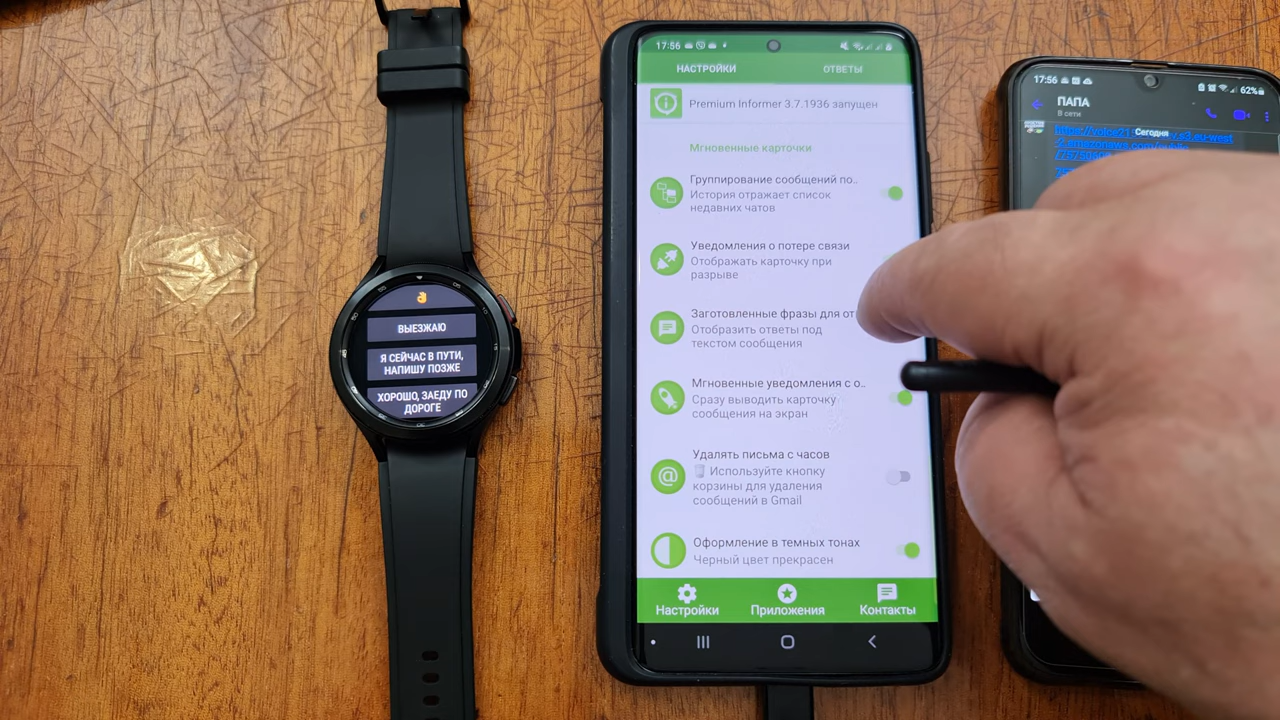 ВЫЕЗЖАЮ
Я СЕЙЧАС В ПУТИ,
НАПИШУ ПОЗЖЕ
ХОРОШО, ЗАЕДУ ПО
ДОРОГЕ
17:56
НАСТРОЙКИ
ОТВЕТЫ
Premium Informer 3.7.1936 запущен
Мгновенные карточки
Группирование сообщений по..
История отражает список
недавних чатов
Уведомления о потере связи
Отображать карточку при
разрыве
Заготовленные фразы для от
Отобразить ответы под
текстом сообщения
Мгновенные уведомления с о..
Сразу выводить карточку
сообщения на экран
Удалять письма с часов
Используйте кнопку
корзины для удаления
сообщений в Gmail
Оформление в темных тонах
Черный цвет прекрасен
Настройки
Приложения
Контакты
17:56
62%
ПАПА
В сети
Сегодня